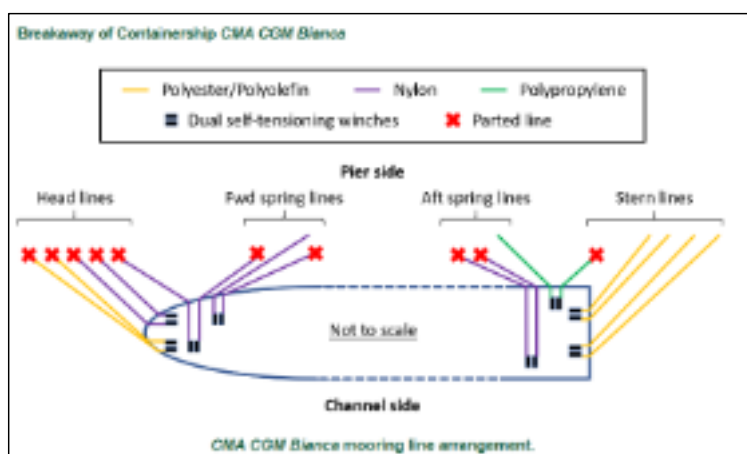 Breakaway of Containership CMA CGM Bianca
Polyester/Polyolefin Nylon Polypropylene
Dual self-tensioning winches Parted line
Pier side
Head lines Fwd spring lines Aft spring lines Stern lines
Not to scale
Channel side
CMA CGM Bianca mooring line arrangement.